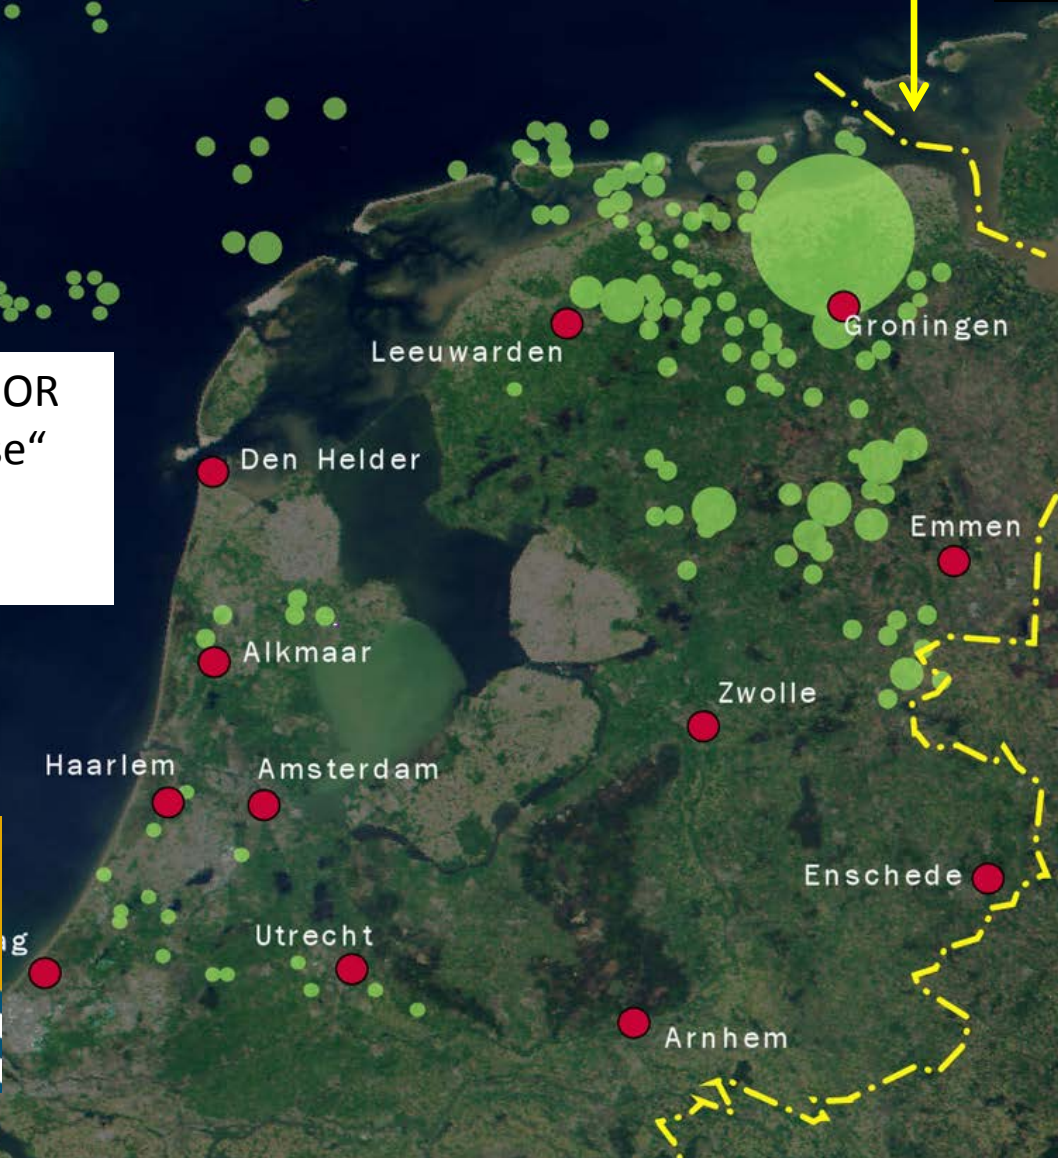 Groningen
Leeuwarden
OR
e“
Den Helder
Emmen
Alkmaar
Zwolle
Haarlem
Amsterdam
Enschede
ag
Utrecht
Arnhem